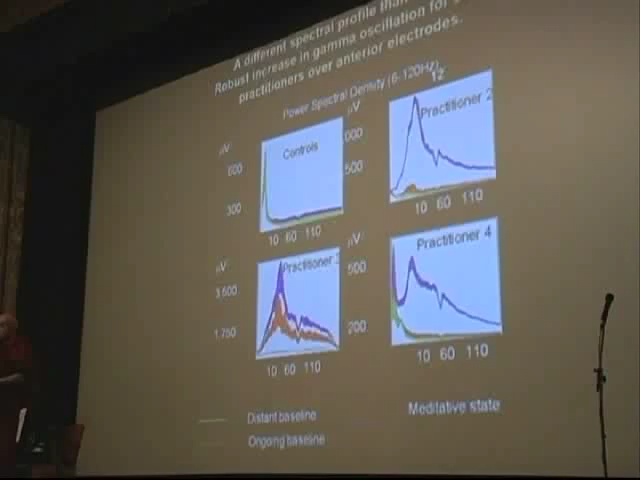 A different spectral profile than
Robust increase in gamma oscillation for
practitioners over anterior electrodes.
Power Spectral Density (6-120Hz)
μV
600
300
Controls
10 60 110
μV
000
500
12
Practitioner 2
10 60 110
μV
3,500
1,750
Practitioner
10 60 110
μV
500
200
Practitioner 4
10 60 110
Distant baseline
Ongoing baseline
Meditative state